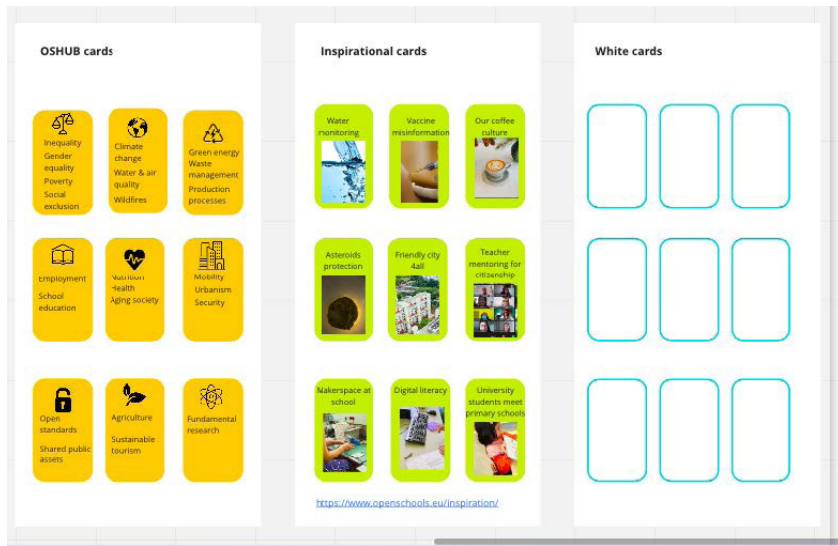 OSHUB cards
Inequality
Gender
equality
Poverty
Social
exclusion
Climate
change
Water & air
quality
Wildfires
Green energy
Waste
management
Production
processes
Employment
School
education
Nutrition
Health
Aging society
Mobility
Urbanism
Security
Open
standards
Shared public
assets
Agriculture
Sustainable
tourism
Fundamental
research
Inspirational cards
Water
monitoring
Vaccine
misinformation
Our coffee
culture
Asteroids
protection
Friendly city
4all
Teacher
mentoring for
citizenship
Makerspace at
school
Digital literacy
University
students meet
primary schools
https://www.openschools.eu/inspiration/
White cards